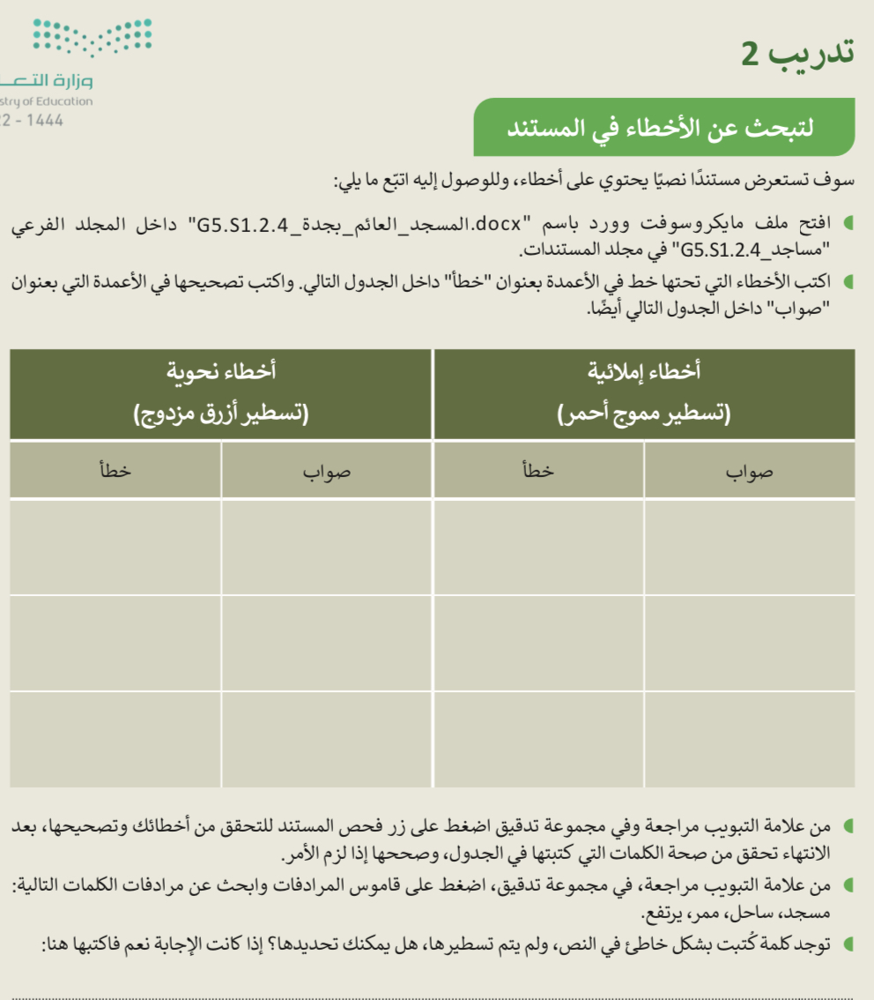 تدريب 2
وزارة التعـ
stry of Education
22 - 1444
لتبحث عن الأخطاء في المستند
سوف تستعرض مستندًا نصيًا يحتوي على أخطاء، وللوصول إليه اتبّع ما يلي:
افتح ملف مايكروسوفت وورد باسم "docx.المسجد_العائم_بجدة_G5.S1.2.4" داخل المجلد الفرعي
"مساجد_G5.S1.2.4" في مجلد المستندات.
اكتب الأخطاء التي تحتها خط في الأعمدة بعنوان "خطأ" داخل الجدول التالي. واكتب تصحيحها في الأعمدة التي بعنوان
"صواب" داخل الجدول التالي أيضًا.
أخطاء إملائية
(تسطير مموج أحمر)
أخطاء نحوية
(تسطير أزرق مزدوج)
صواب خطأ صواب خطأ
من علامة التبويب مراجعة وفي مجموعة تدقيق اضغط على زر فحص المستند للتحقق من أخطائك وتصحيحها، بعد
الانتهاء تحقق من صحة الكلمات التي كتبتها في الجدول، وصححها إذا لزم الأمر.
من علامة التبويب مراجعة، في مجموعة تدقيق، اضغط على قاموس المرادفات وابحث عن مرادفات الكلمات التالية:
مسجد، ساحل، ممر، يرتفع.
توجد كلمة كُتبت بشكل خاطئ في النص، ولم يتم تسطيرها، هل يمكنك تحديدها؟ إذا كانت الإجابة نعم فاكتبها هنا: